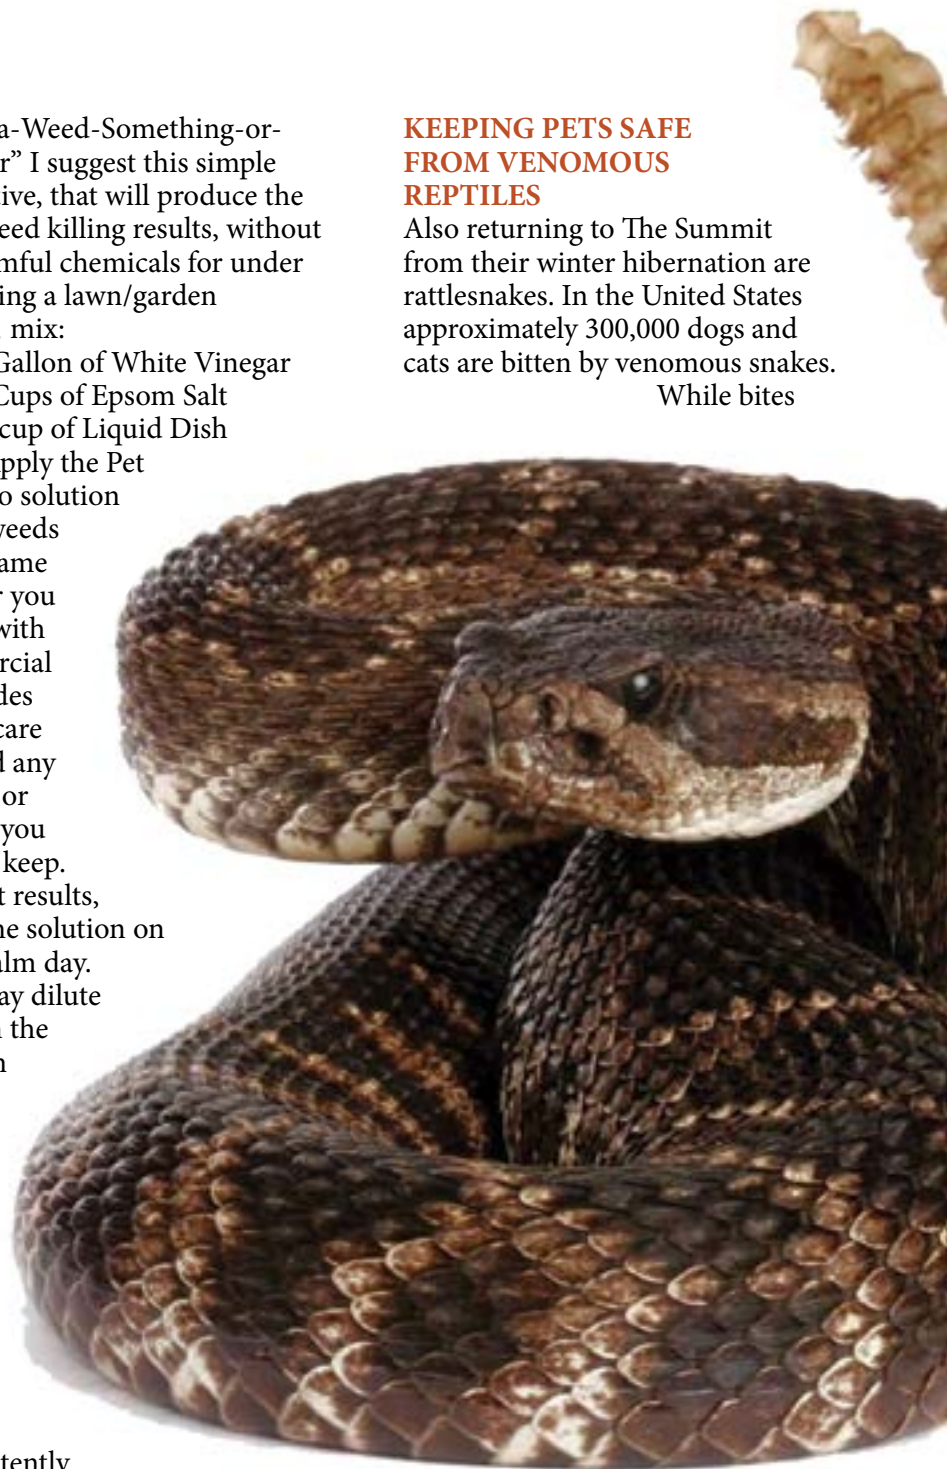 a-Weed-Something-or-
r” I suggest this simple
ive, that will produce the
eed killing results, without
mful chemicals for under
ing a lawn/garden
mix:
Gallon of White Vinegar
Cups of Epsom Salt
cup of Liquid Dish
pply the Pet
o solution
weeds
ame
r you
with
rcial
des
care
d any
or
you
keep.
t results,
he solution on
alm day.
ay dilute
n the
n
tently
KEEPING PETS SAFE
FROM VENOMOUS
REPTILES
Also returning to The Summit
from their winter hibernation are
rattlesnakes. In the United States
approximately 300,000 dogs and
cats are bitten by venomous snakes.
While bites